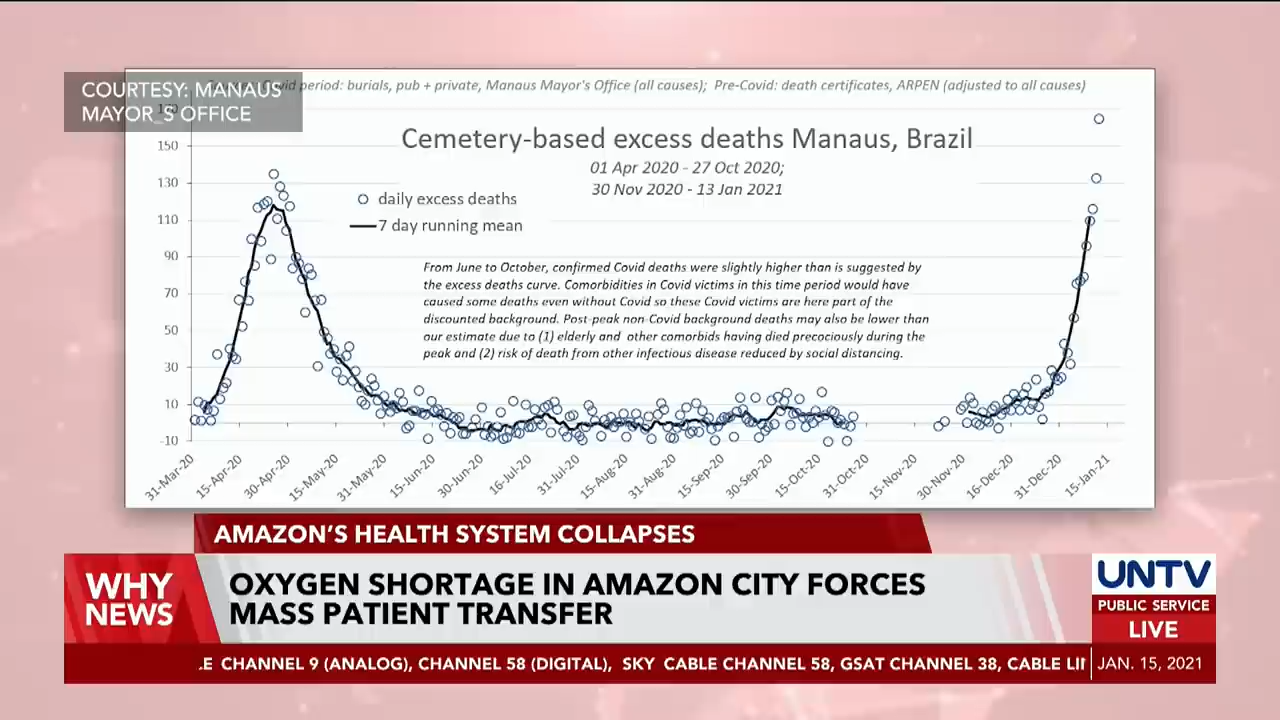 COURTESY: MANAUS
MAYOR_S OFFICE
period: burials, pub + private, Manaus Mayor's Office (all causes); Pre-Covid: death certificates, ARPEN (adjusted to all causes)
Cemetery-based excess deaths Manaus, Brazil
01 Apr 2020 - 27 Oct 2020;
30 Nov 2020 - 13 Jan 2021
daily excess deaths
7 day running mean
From June to October, confirmed Covid deaths were slightly higher than is suggested by
the excess deaths curve. Comorbidities in Covid victims in this time period would have
caused some deaths even without Covid so these Covid victims are here part of the
discounted background. Post-peak non-Covid background deaths may also be lower than
our estimate due to (1) elderly and other comorbids having died precociously during the
peak and (2) risk of death from other infectious disease reduced by social distancing.
170
150
130
110
90
70
50
30
10
-10
31-Mar-20
15-Apr-20
30-Apr-20
15-May-20
31-May-20
15-Jun-20
30-Jun-20
16-Jul-20
31-Jul-20
15-Aug-20
31-Aug-20
15-Sep-20
30-Sep-20
15-Oct-20
31-Oct-20
15-Nov-20
30-Nov-20
16-Dec-20
31-Dec-20
15-Jan-21
AMAZON'S HEALTH SYSTEM COLLAPSES
WHY
NEWS
OXYGEN SHORTAGE IN AMAZON CITY FORCES
MASS PATIENT TRANSFER
UNTV
PUBLIC SERVICE
LIVE
.E CHANNEL 9 (ANALOG), CHANNEL 58 (DIGITAL), SKY CABLE CHANNEL 58, GSAT CHANNEL 38, CABLE LI
JAN. 15, 2021